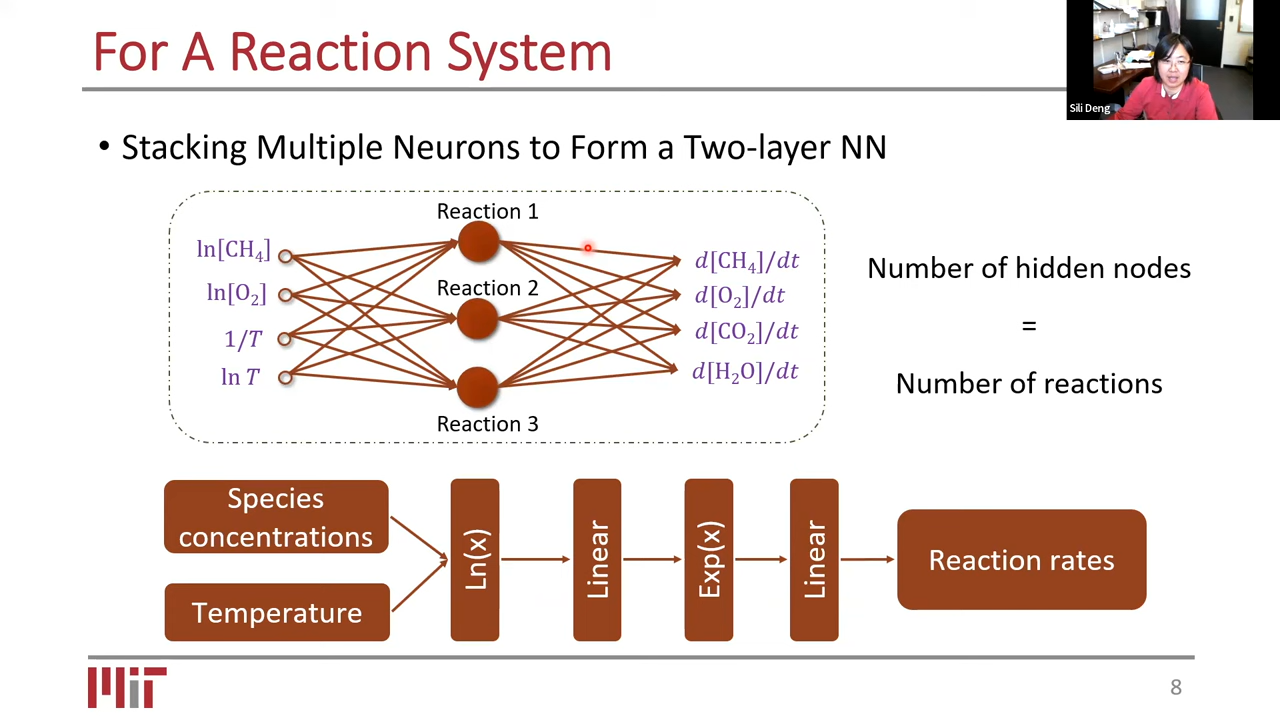 For A Reaction System
Sili Deng
• Stacking Multiple Neurons to Form a Two-layer NN
Reaction 1
ln[CH₄]
ln[O₂]
1/T
ln T
Reaction 2
Reaction 3
d[CH₄]/dt
d[O₂]/dt
d[CO₂]/dt
d[H₂O]/dt
Number of hidden nodes
=
Number of reactions
Species
concentrations
Temperature
Ln(x)
Linear
Exp(x)
Linear
Reaction rates
MIT
8